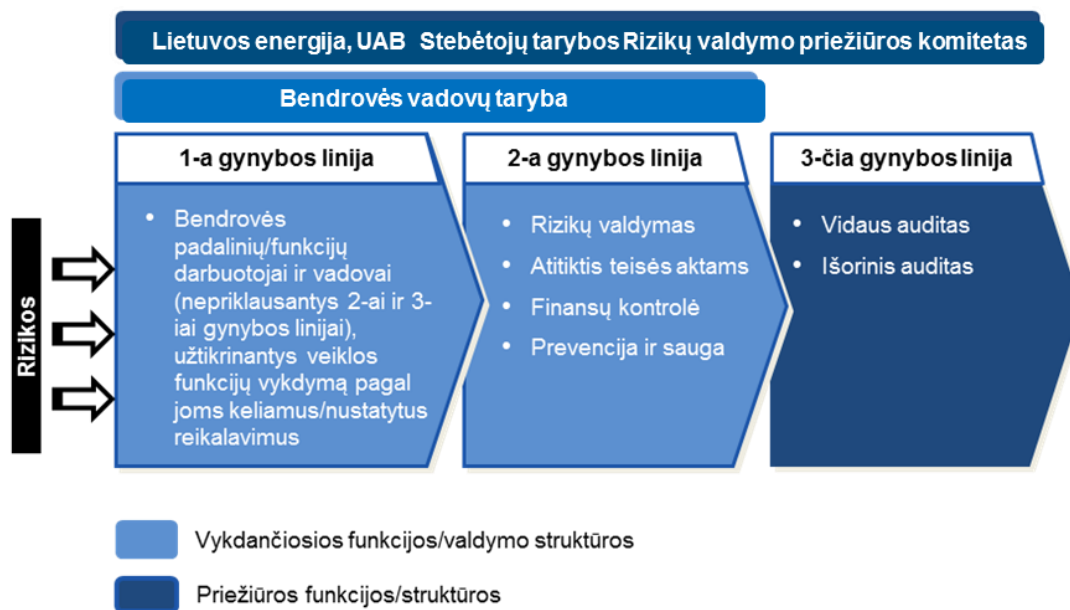 Lietuvos energija, UAB Stebėtojų tarybos Rizikų valdymo priežiūros komitetas
Bendrovės vadovų taryba
1-a gynybos linija
2-a gynybos linija
3-čia gynybos linija
Rizikos
• Bendrovės
padalinių/funkcijų
darbuotojai ir vadovai
(nepriklausantys 2-ai ir 3-
iai gynybos linijai),
užtikrinantys veiklos
funkcijų vykdymą pagal
joms keliamus/nustatytus
reikalavimus
• Rizikų valdymas
• Atitiktis teisės aktams
• Finansų kontrolė
• Prevencija ir sauga
• Vidaus auditas
• Išorinis auditas
Vykdančiosios funkcijos/valdymo struktūros
Priežiūros funkcijos/struktūros